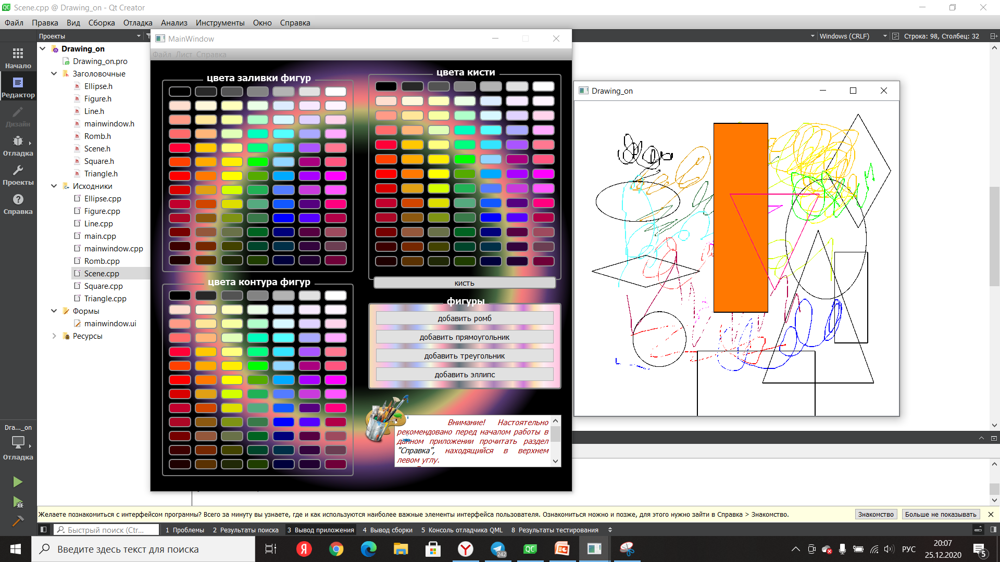 Scene.cpp @ Drawing_on - Qt Creator
Файл Правка Вид Сборка Отладка Анализ Инструменты Окно Справка
Проекты
Windows (CRLF)
Строка: 98, Столбец: 32
Начало
Редактор
Дизайн
Отладка
Проекты
Справка
Dra..._on
Отладка
Drawing_on
Drawing_on.pro
Заголовочные
Ellipse.h
Figure.h
Line.h
mainwindow.h
Romb.h
Scene.h
Square.h
Triangle.h
Исходники
Ellipse.cpp
Figure.cpp
Line.cpp
main.cpp
mainwindow.cpp
Romb.cpp
Scene.cpp
Square.cpp
Triangle.cpp
Формы
mainwindow.ui
Ресурсы
MainWindow
Файл Лист Справка
цвета заливки фигур
цвета контура фигур
цвета кисти
кисть
фигуры
добавить ромб
добавить прямоугольник
добавить треугольник
добавить эллипс
Внимание! Настоятельно
рекомендовано перед началом работы в
данном приложении прочитать раздел
"Справка", находящийся в верхнем
левом углу.
Drawing_on
Желаете познакомиться с интерфейсом программы? Всего за минуту вы узнаете, где и как используются наиболее важные элементы интерфейса пользователя. Ознакомиться можно и позже, для этого нужно зайти в Справка > Знакомство.
Знакомство
Больше не показывать
Быстрый поиск (Ctr...
1 Проблемы
2 Результаты поиска
3 Вывод приложения
4 Вывод сборки
5 Консоль отладчика QML
8 Результаты тестирования
Введите здесь текст для поиска
242
РУС
20:07
25.12.2020
5